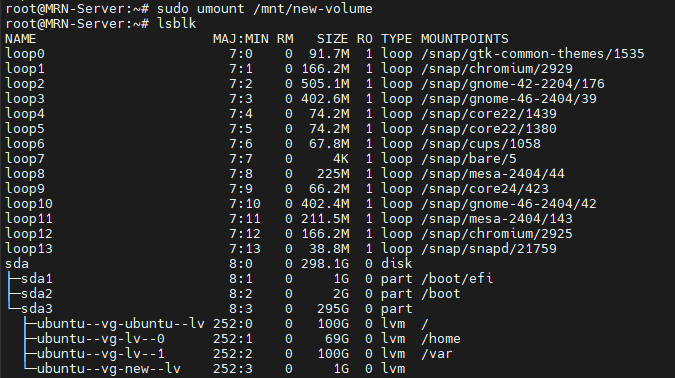 root@MRN-Server:~# sudo umount /mnt/new-volume
root@MRN-Server:~# lsblk
NAME                      MAJ:MIN RM   SIZE RO TYPE MOUNTPOINTS
loop0                       7:0    0  91.7M  1 loop /snap/gtk-common-themes/1535
loop1                       7:1    0 166.2M  1 loop /snap/chromium/2929
loop2                       7:2    0 505.1M  1 loop /snap/gnome-42-2204/176
loop3                       7:3    0 402.6M  1 loop /snap/gnome-46-2404/39
loop4                       7:4    0  74.2M  1 loop /snap/core22/1439
loop5                       7:5    0  74.2M  1 loop /snap/core22/1380
loop6                       7:6    0  67.8M  1 loop /snap/cups/1058
loop7                       7:7    0     4K  1 loop /snap/bare/5
loop8                       7:8    0   225M  1 loop /snap/mesa-2404/44
loop9                       7:9    0  66.2M  1 loop /snap/core24/423
loop10                      7:10   0 402.4M  1 loop /snap/gnome-46-2404/42
loop11                      7:11   0 211.5M  1 loop /snap/mesa-2404/143
loop12                      7:12   0 166.2M  1 loop /snap/chromium/2925
loop13                      7:13   0  38.8M  1 loop /snap/snapd/21759
sda                         8:0    0 298.1G  0 disk
├─sda1                      8:1    0     1G  0 part /boot/efi
├─sda2                      8:2    0     2G  0 part /boot
└─sda3                      8:3    0   295G  0 part
  ├─ubuntu--vg-ubuntu--lv 252:0    0   100G  0 lvm  /
  ├─ubuntu--vg-lv--0      252:1    0    69G  0 lvm  /home
  ├─ubuntu--vg-lv--1      252:2    0   100G  0 lvm  /var
  └─ubuntu--vg-new--lv    252:3    0     1G  0 lvm